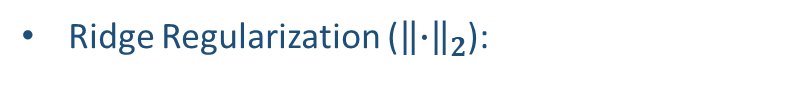 • Ridge Regularization (‖·‖₂):